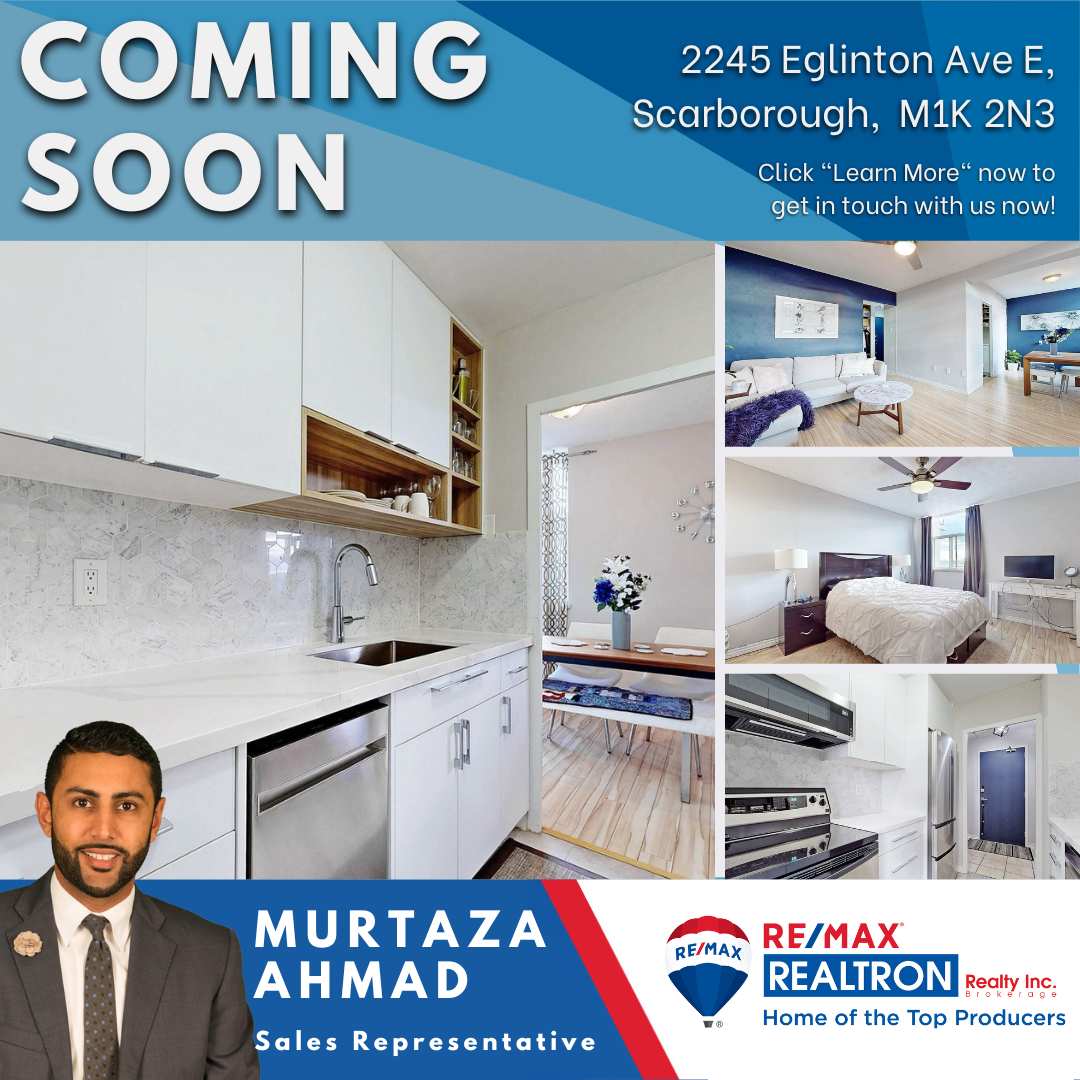 COMING
SOON
2245 Eglinton Ave E,
Scarborough, M1K 2N3
Click “Learn More“ now to
get in touch with us now!
MURTAZA
AHMAD
Sales Representative
RE/MAX
®
RE/MAX®
REALTRON Realty Inc.
Brokerage
Home of the Top Producers